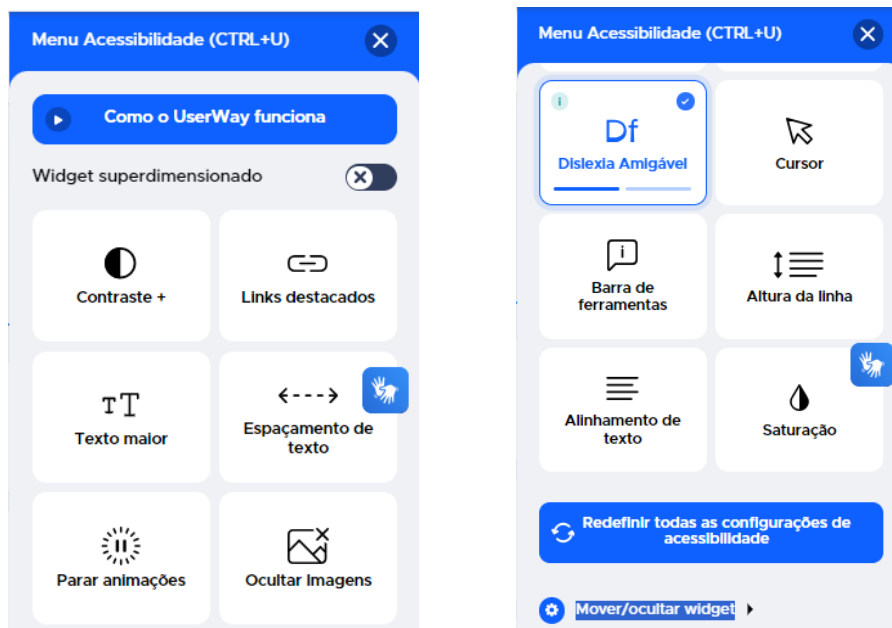 Menu Acessibilidade (CTRL+U)
Como o UserWay funciona
Widget superdimensionado
Contraste +
Links destacados
TT
Texto maior
Espaçamento de
texto
Parar animações
Ocultar Imagens
Menu Acessibilidade (CTRL+U)
Df
Dislexia Amigável
Cursor
Barra de
ferramentas
Altura da linha
Alinhamento de
texto
Saturação
Redefinir todas as configurações de
acessibilidade
Mover/ocultar widget